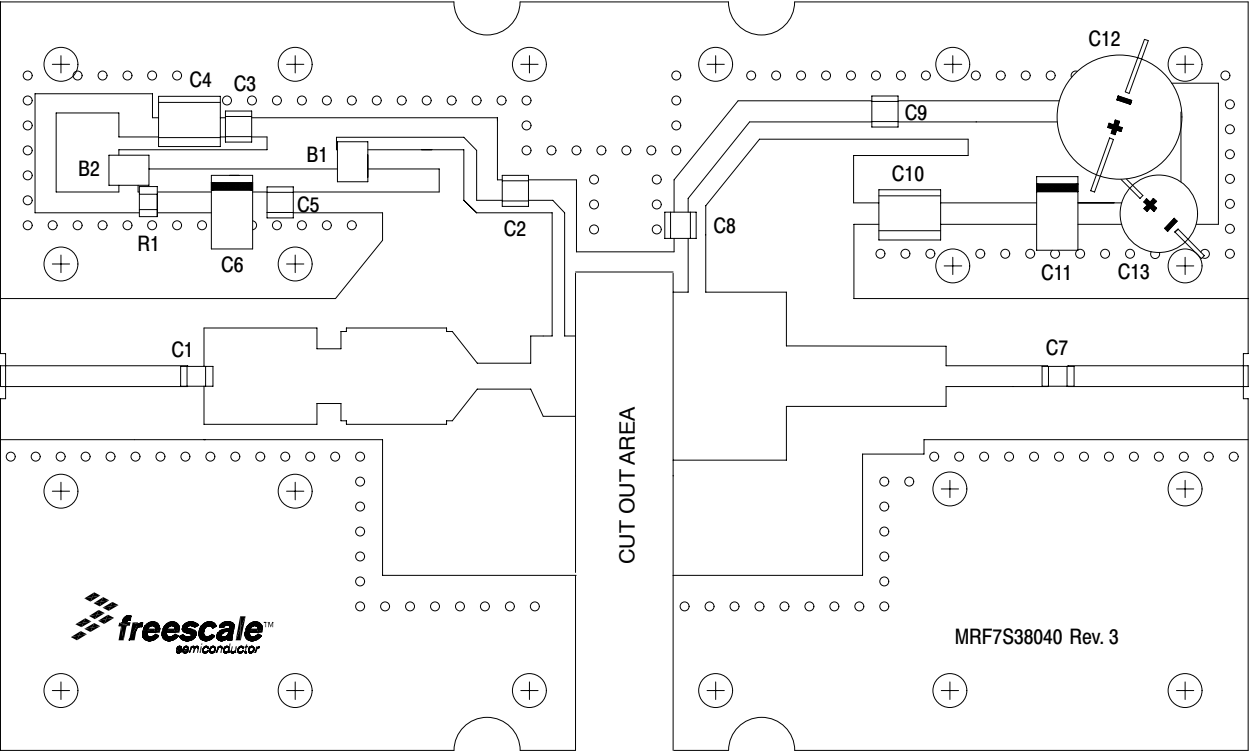 C12
C4 C3
C9
B1
B2
C10
C5
C2
C8
R1
C6
C11
C13
C1
C7
CUT OUT AREA
freescale™
semiconductor
MRF7S38040 Rev. 3